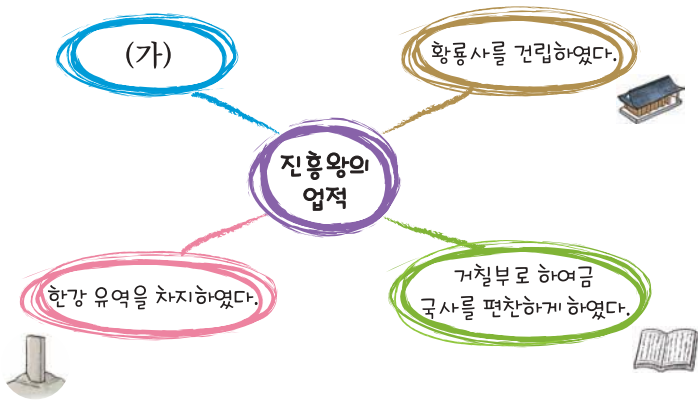 (가)
황룡사를 건립하였다.
진흥왕의
업적
한강 유역을 차지하였다.
거칠부로 하여금
국사를 편찬하게 하였다.